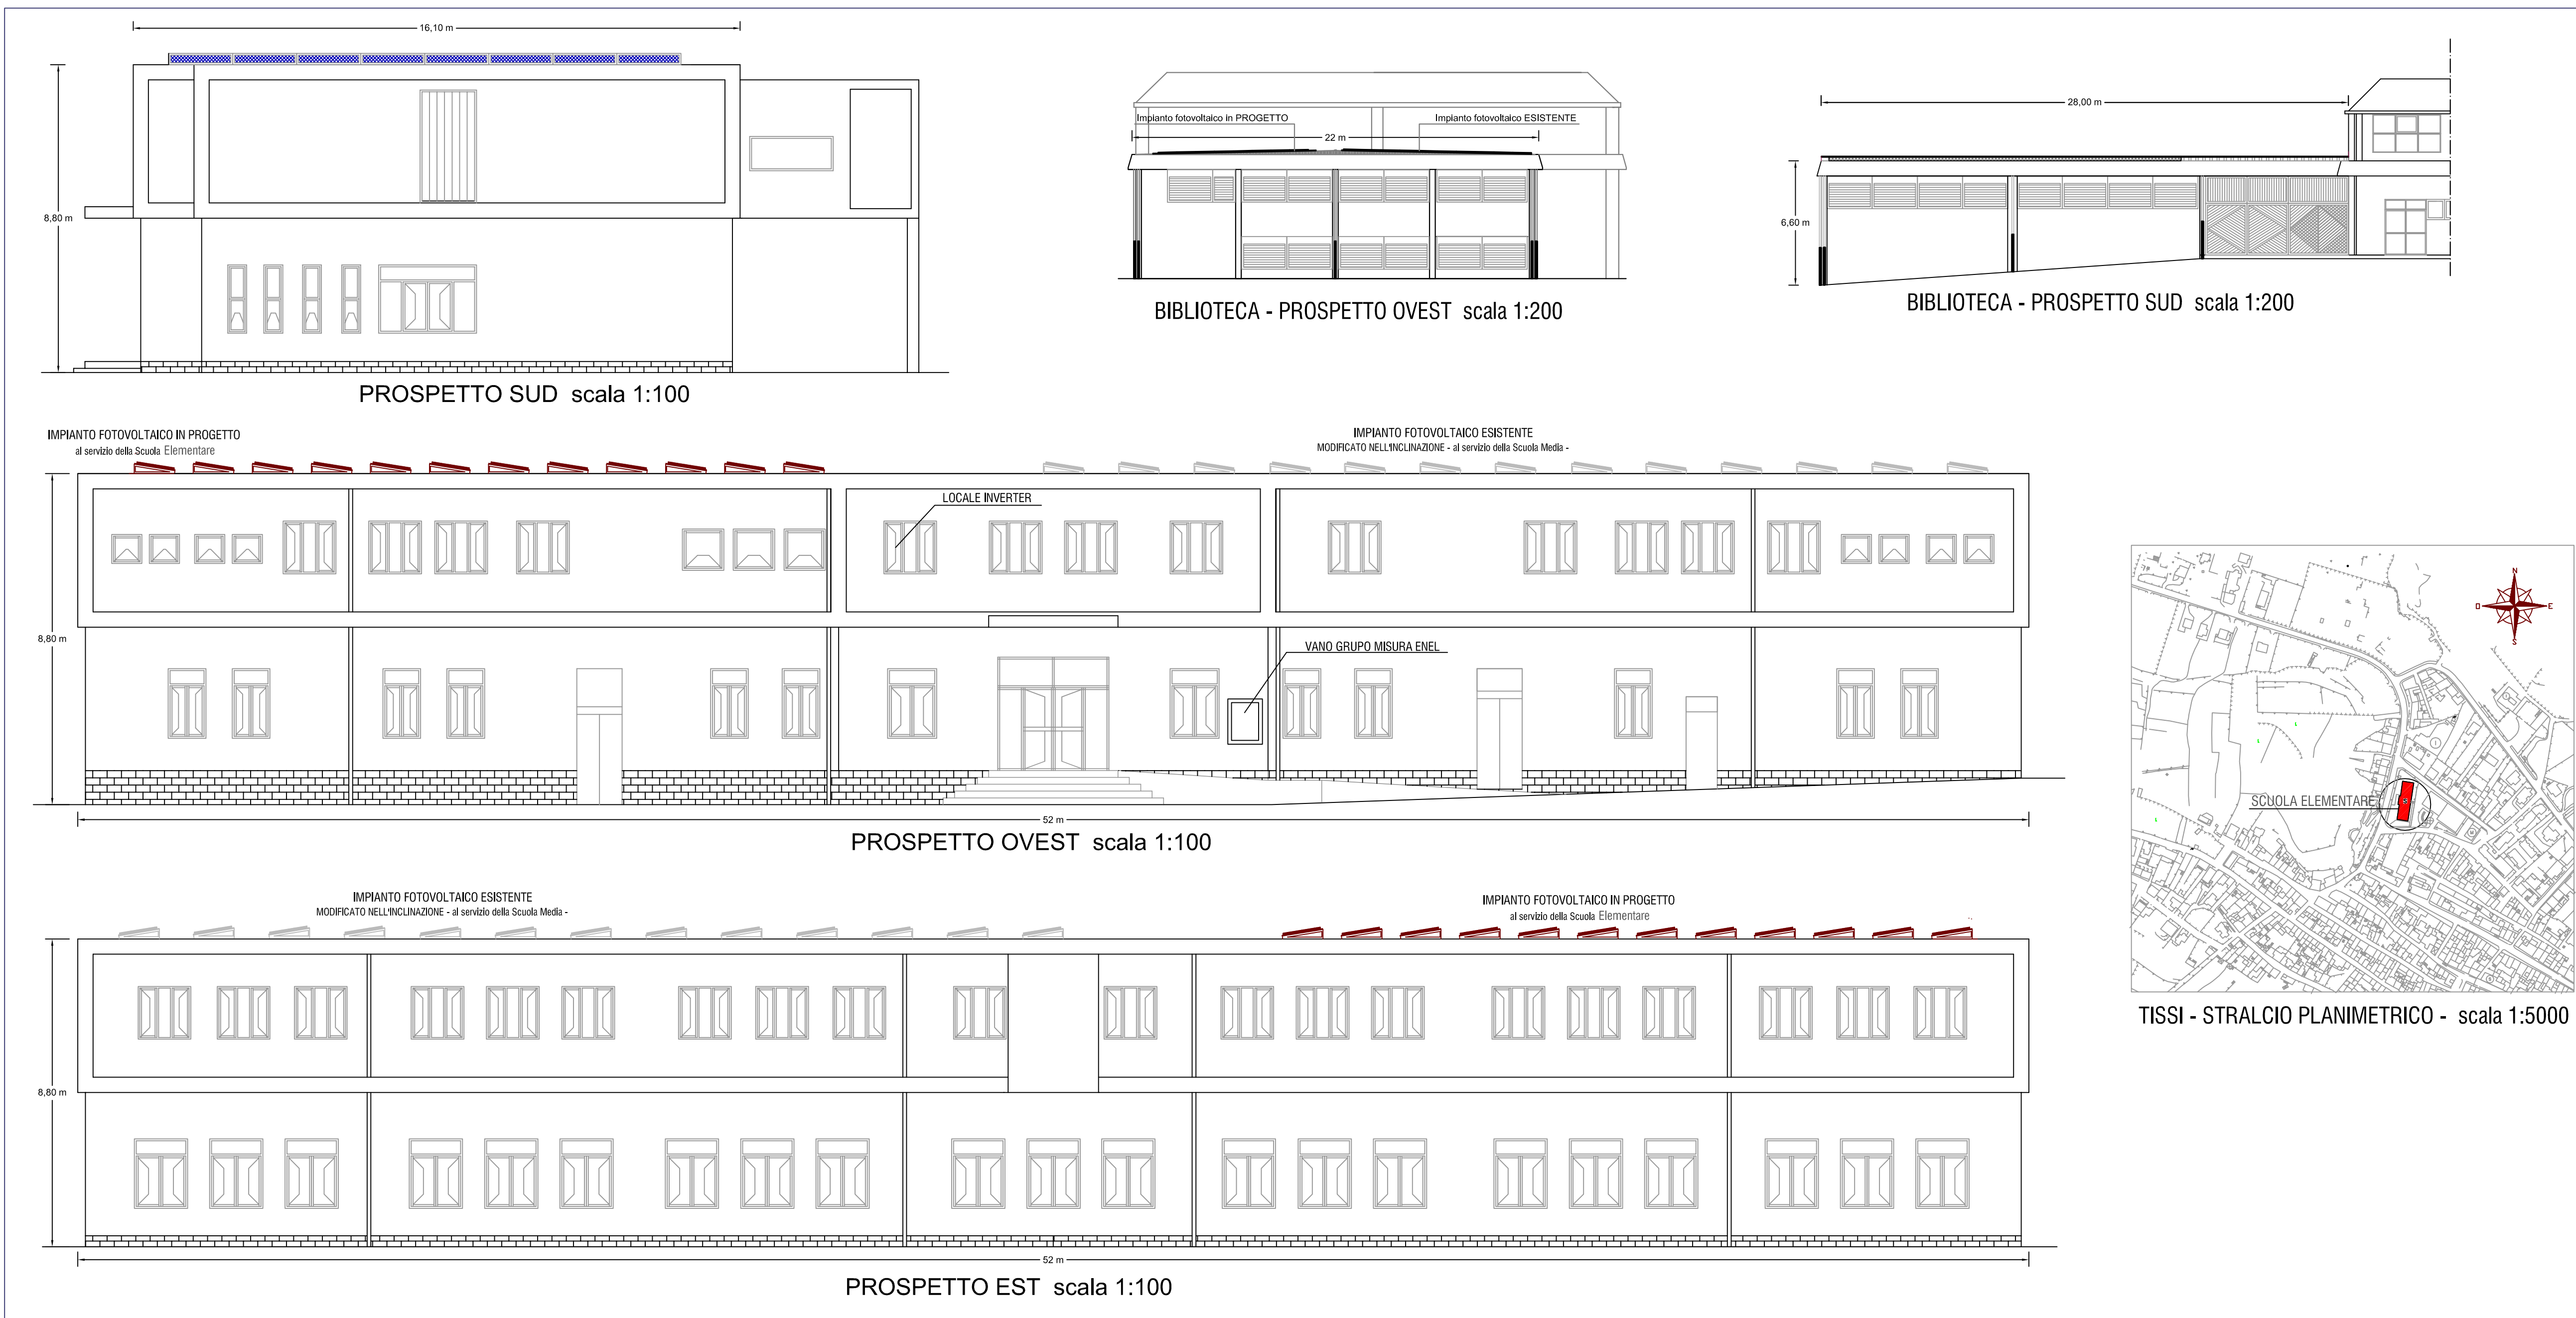 16,10 m
8,80 m
PROSPETTO SUD scala 1:100
Impianto fotovoltaico in PROGETTO
Impianto fotovoltaico ESISTENTE
22 m
BIBLIOTECA - PROSPETTO OVEST scala 1:200
28,00 m
6,60 m
BIBLIOTECA - PROSPETTO SUD scala 1:200
IMPIANTO FOTOVOLTAICO IN PROGETTO
al servizio della Scuola Elementare
IMPIANTO FOTOVOLTAICO ESISTENTE
MODIFICATO NELL'INCLINAZIONE - al servizio della Scuola Media -
LOCALE INVERTER
8,80 m
VANO GRUPO MISURA ENEL
52 m
PROSPETTO OVEST scala 1:100
IMPIANTO FOTOVOLTAICO ESISTENTE
MODIFICATO NELL'INCLINAZIONE - al servizio della Scuola Media -
IMPIANTO FOTOVOLTAICO IN PROGETTO
al servizio della Scuola Elementare
8,80 m
52 m
PROSPETTO EST scala 1:100
N
O
E
S
SCUOLA ELEMENTARE
TISSI - STRALCIO PLANIMETRICO - scala 1:5000